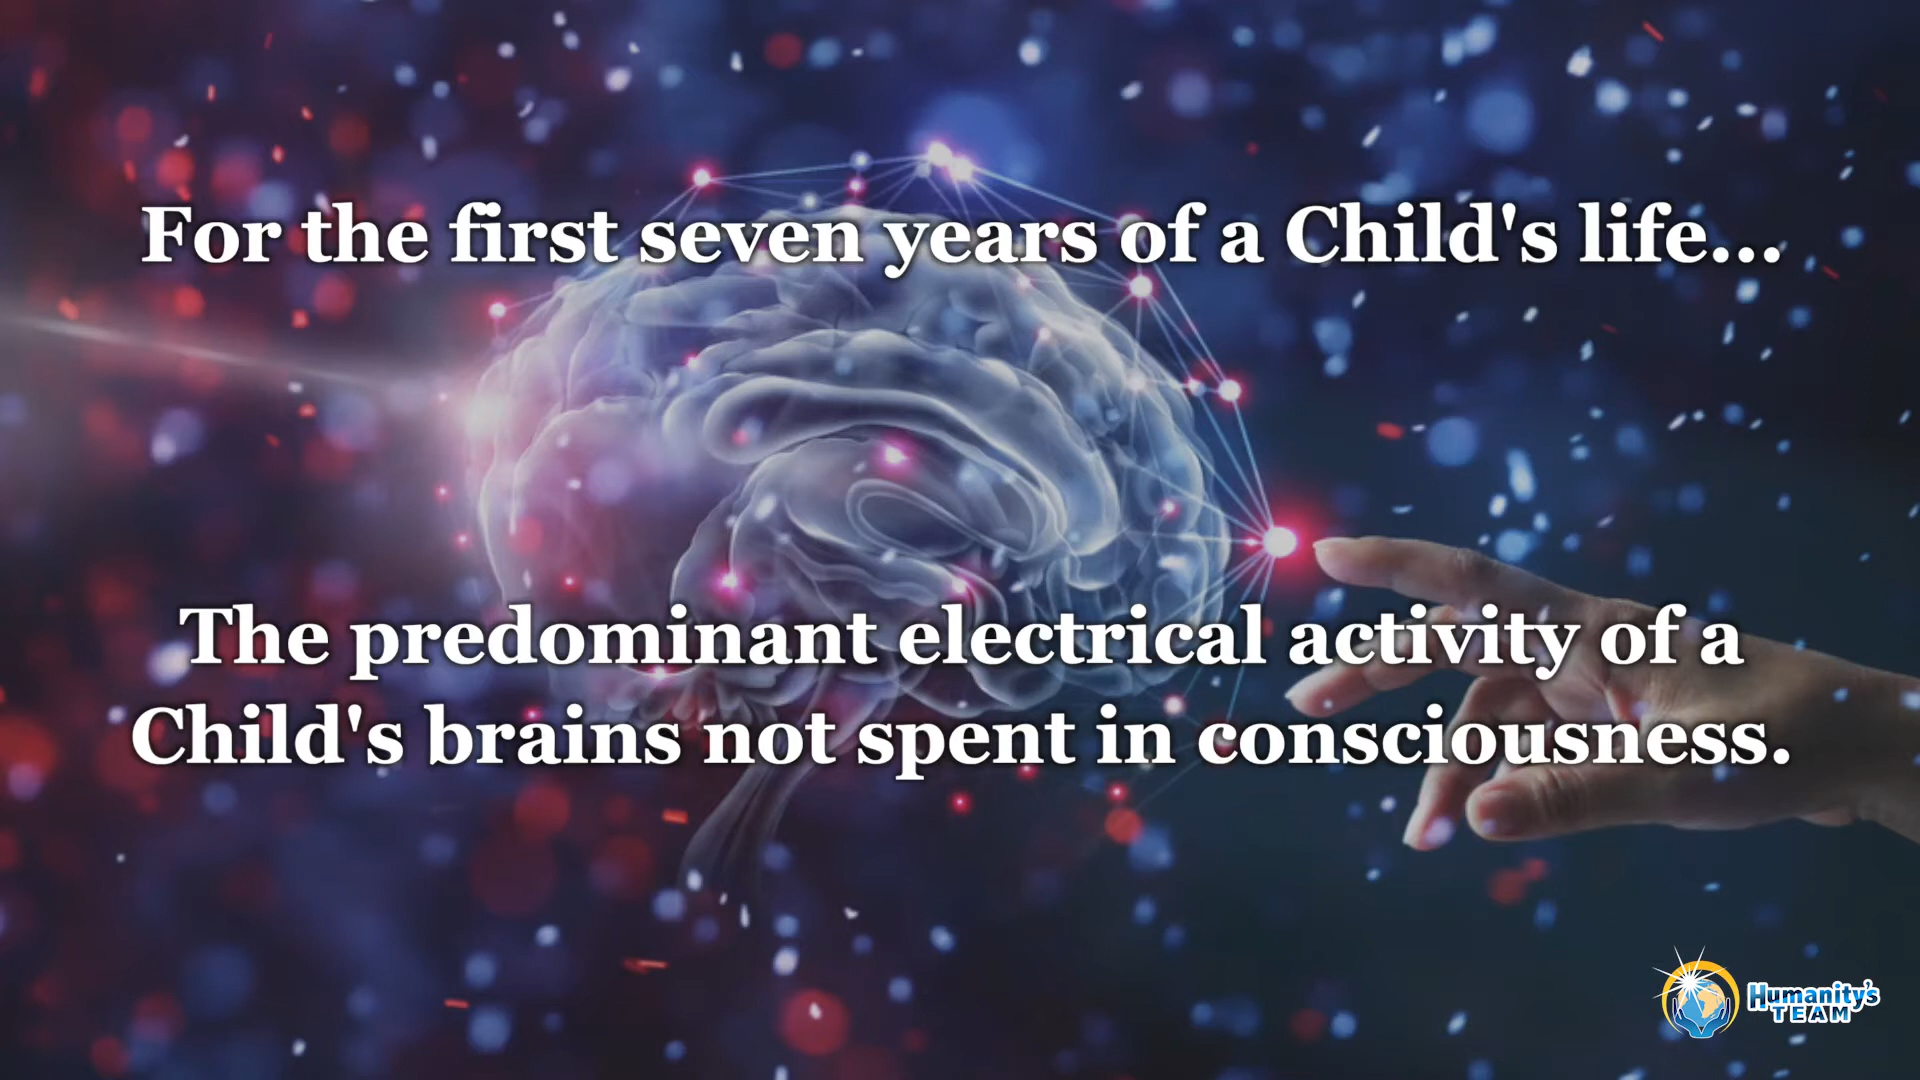 For the first seven years of a Child's life...
The predominant electrical activity of a
Child's brains not spent in consciousness.
Humanity's
TEAM